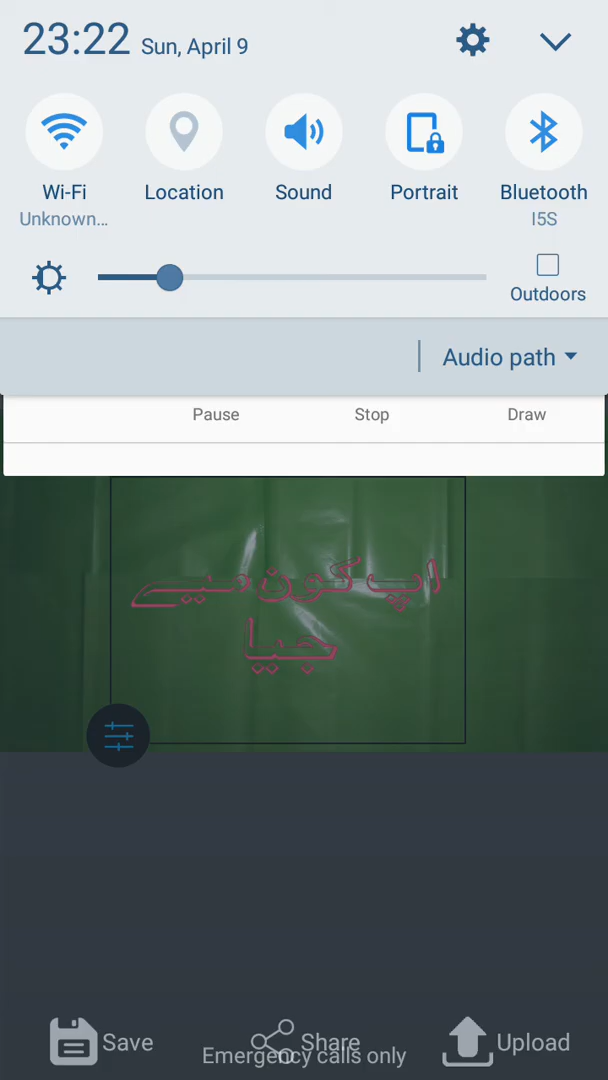 23:22 Sun, April 9
Wi-Fi Location Sound Portrait Bluetooth
Unknown... I5S
Outdoors
Audio path
Pause Stop Draw
اپ کون سے
جیا
Save Share Upload
Emergency calls only